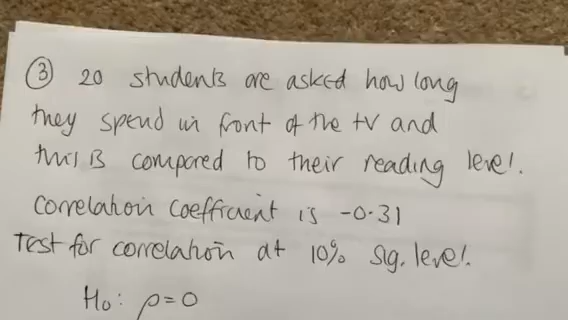 ③ 20 students are asked how long
they spend in front of the tv and
this is compared to their reading level.
Correlation coefficient is -0.31
Test for correlation at 10% sig. level.
H₀: ρ=0